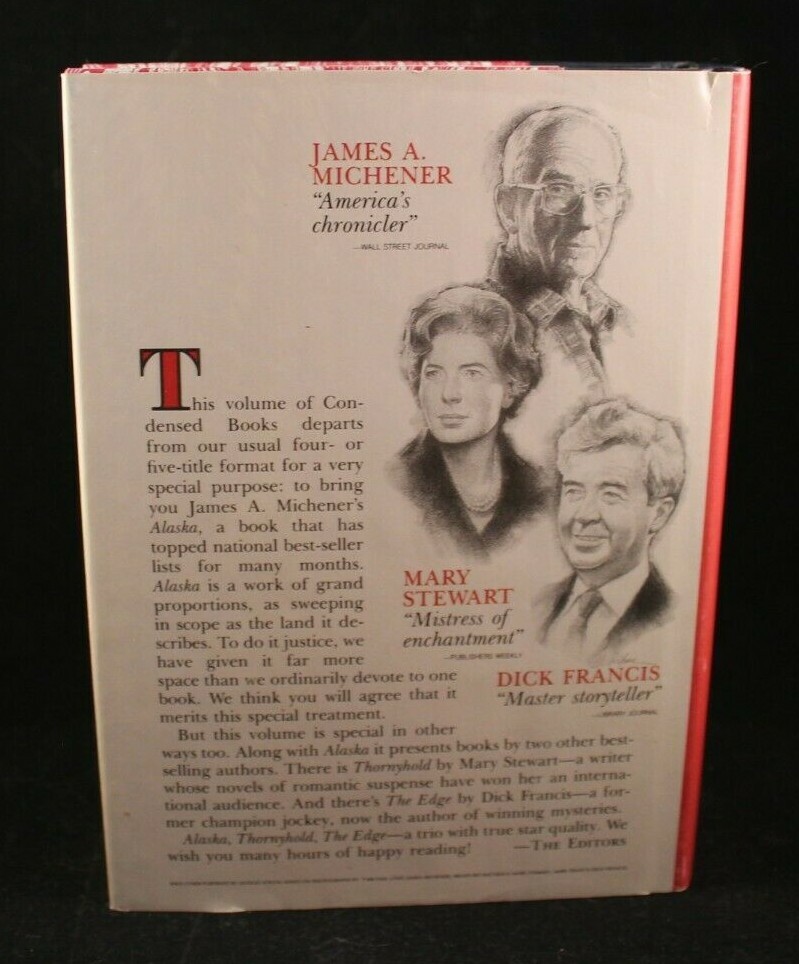 JAMES A.
MICHENER
“America’s
chronicler”
—WALL STREET JOURNAL
This volume of Con-
densed Books departs
from our usual four- or
five-title format for a very
special purpose: to bring
you James A. Michener’s
Alaska, a book that has
topped national best-seller
lists for many months.
Alaska is a work of grand
proportions, as sweeping
in scope as the land it de-
scribes. To do it justice, we
have given it far more
space than we ordinarily devote to one
book. We think you will agree that it
merits this special treatment.
But this volume is special in other
ways too. Along with Alaska it presents books by two other best-
selling authors. There is Thornyhold by Mary Stewart—a writer
whose novels of romantic suspense have won her an interna-
tional audience. And there’s The Edge by Dick Francis—a for-
mer champion jockey, now the author of winning mysteries.
Alaska, Thornyhold, The Edge—a trio with true star quality. We
wish you many hours of happy reading! —THE EDITORS
MARY
STEWART
“Mistress of
enchantment”
—PUBLISHERS WEEKLY
DICK FRANCIS
“Master storyteller”
—LIBRARY JOURNAL